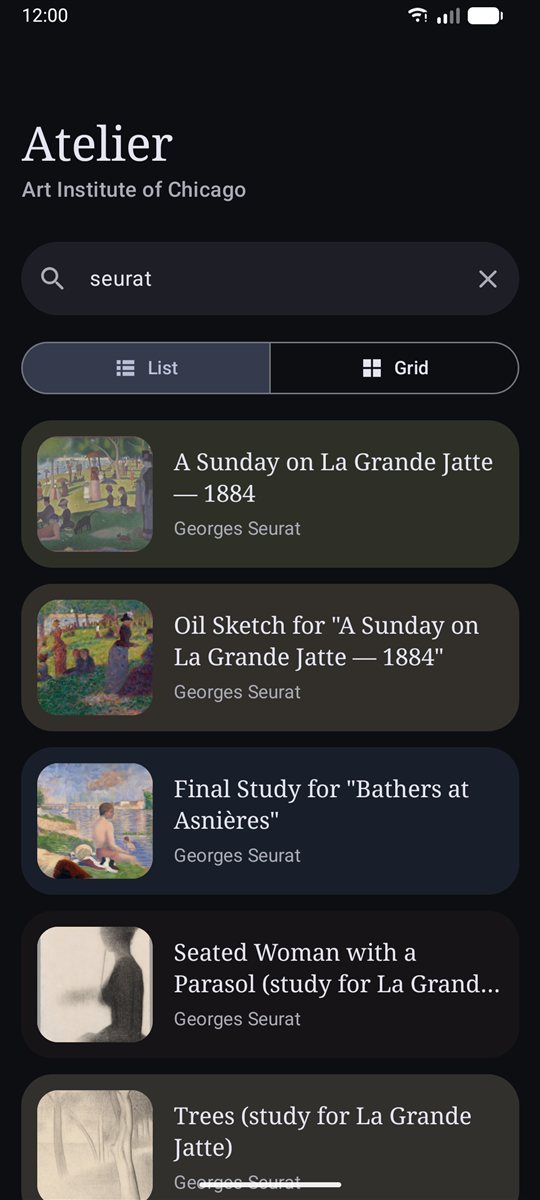 12:00
Atelier
Art Institute of Chicago
seurat
List
Grid
A Sunday on La Grande Jatte
— 1884
Georges Seurat
Oil Sketch for "A Sunday on
La Grande Jatte — 1884"
Georges Seurat
Final Study for "Bathers at
Asnières"
Georges Seurat
Seated Woman with a
Parasol (study for La Grand…
Georges Seurat
Trees (study for La Grande
Jatte)
Georges Seurat